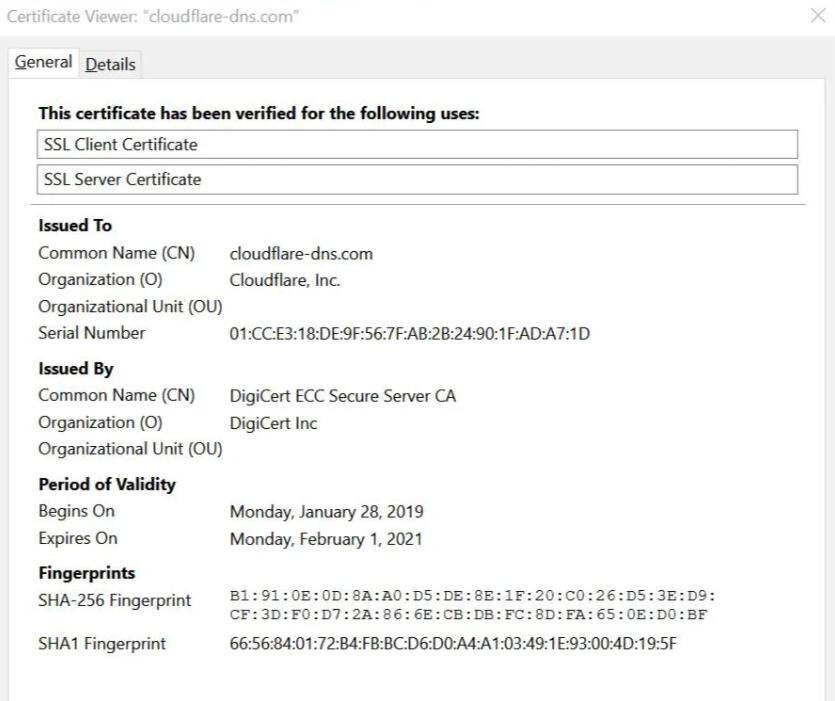 Certificate Viewer: "cloudflare-dns.com"
General Details
This certificate has been verified for the following uses:
SSL Client Certificate
SSL Server Certificate
Issued To
Common Name (CN) cloudflare-dns.com
Organization (O) Cloudflare, Inc.
Organizational Unit (OU)
Serial Number 01:CC:E3:18:DE:9F:56:7F:AB:2B:24:90:1F:AD:A7:1D
Issued By
Common Name (CN) DigiCert ECC Secure Server CA
Organization (O) DigiCert Inc
Organizational Unit (OU)
Period of Validity
Begins On Monday, January 28, 2019
Expires On Monday, February 1, 2021
Fingerprints
SHA-256 Fingerprint B1:91:0E:0D:8A:A0:D5:DE:8E:1F:20:C0:26:D5:3E:D9:
CF:3D:F0:D7:2A:86:6E:CB:DB:FC:8D:FA:65:0E:D0:BF
SHA1 Fingerprint 66:56:84:01:72:B4:FB:BC:D6:D0:A4:A1:03:49:1E:93:00:4D:19:5F